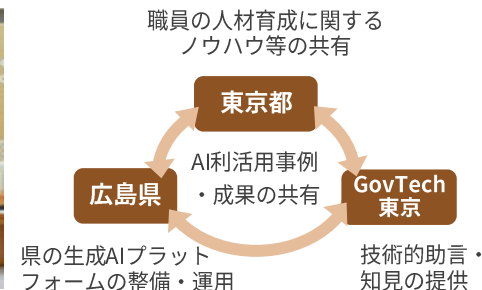 職員の人材育成に関する
ノウハウ等の共有
東京都
AI利活用事例
・成果の共有
広島県
GovTech
東京
県の生成AIプラット
フォームの整備・運用
技術的助言・
知見の提供